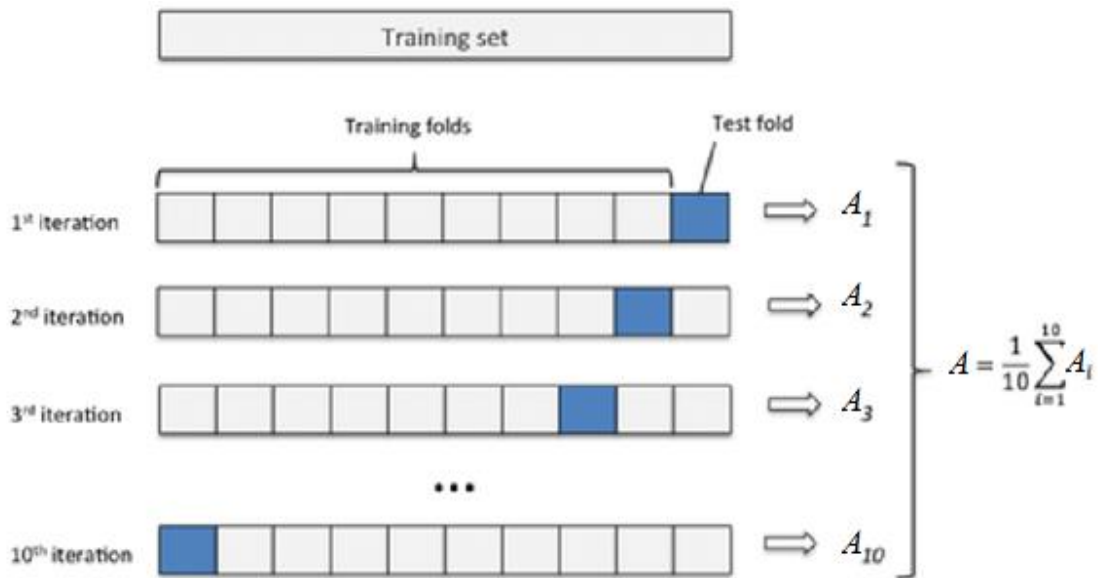 Training set
Training folds
Test fold
1st iteration
A1
2nd iteration
A2
3rd iteration
A3
...
10th iteration
A10
A = 1/10 10∑i=1 Ai